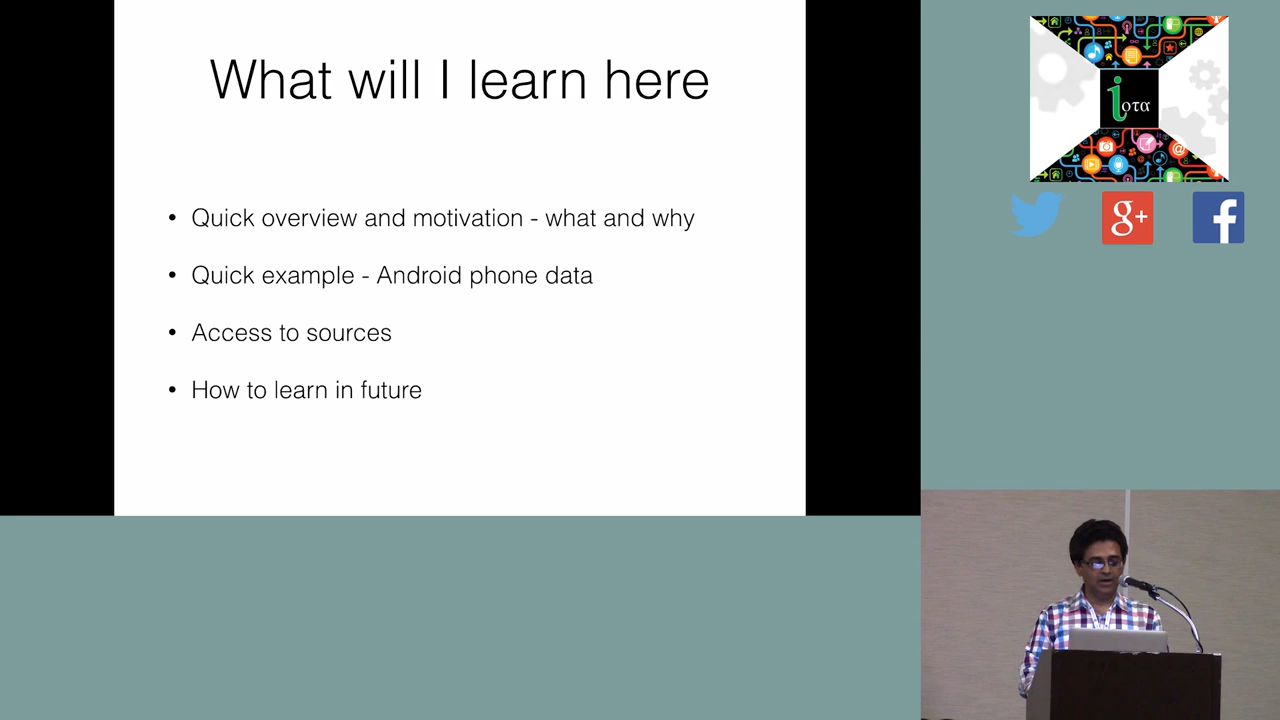 What will I learn here
• Quick overview and motivation - what and why
• Quick example - Android phone data
• Access to sources
• How to learn in future
iοτα
g+
f
@